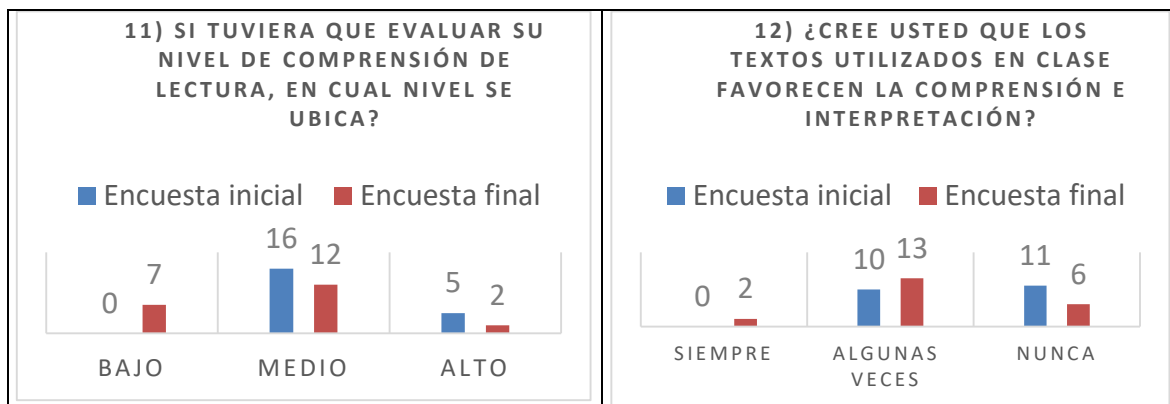 11) SI TUVIERA QUE EVALUAR SU
NIVEL DE COMPRENSIÓN DE
LECTURA, EN CUAL NIVEL SE
UBICA?
Encuesta inicial Encuesta final
0 7 16 12 5 2
BAJO MEDIO ALTO
12) ¿CREE USTED QUE LOS
TEXTOS UTILIZADOS EN CLASE
FAVORECEN LA COMPRENSIÓN E
INTERPRETACIÓN?
Encuesta inicial Encuesta final
0 2 10 13 11 6
SIEMPRE ALGUNAS NUNCA
VECES